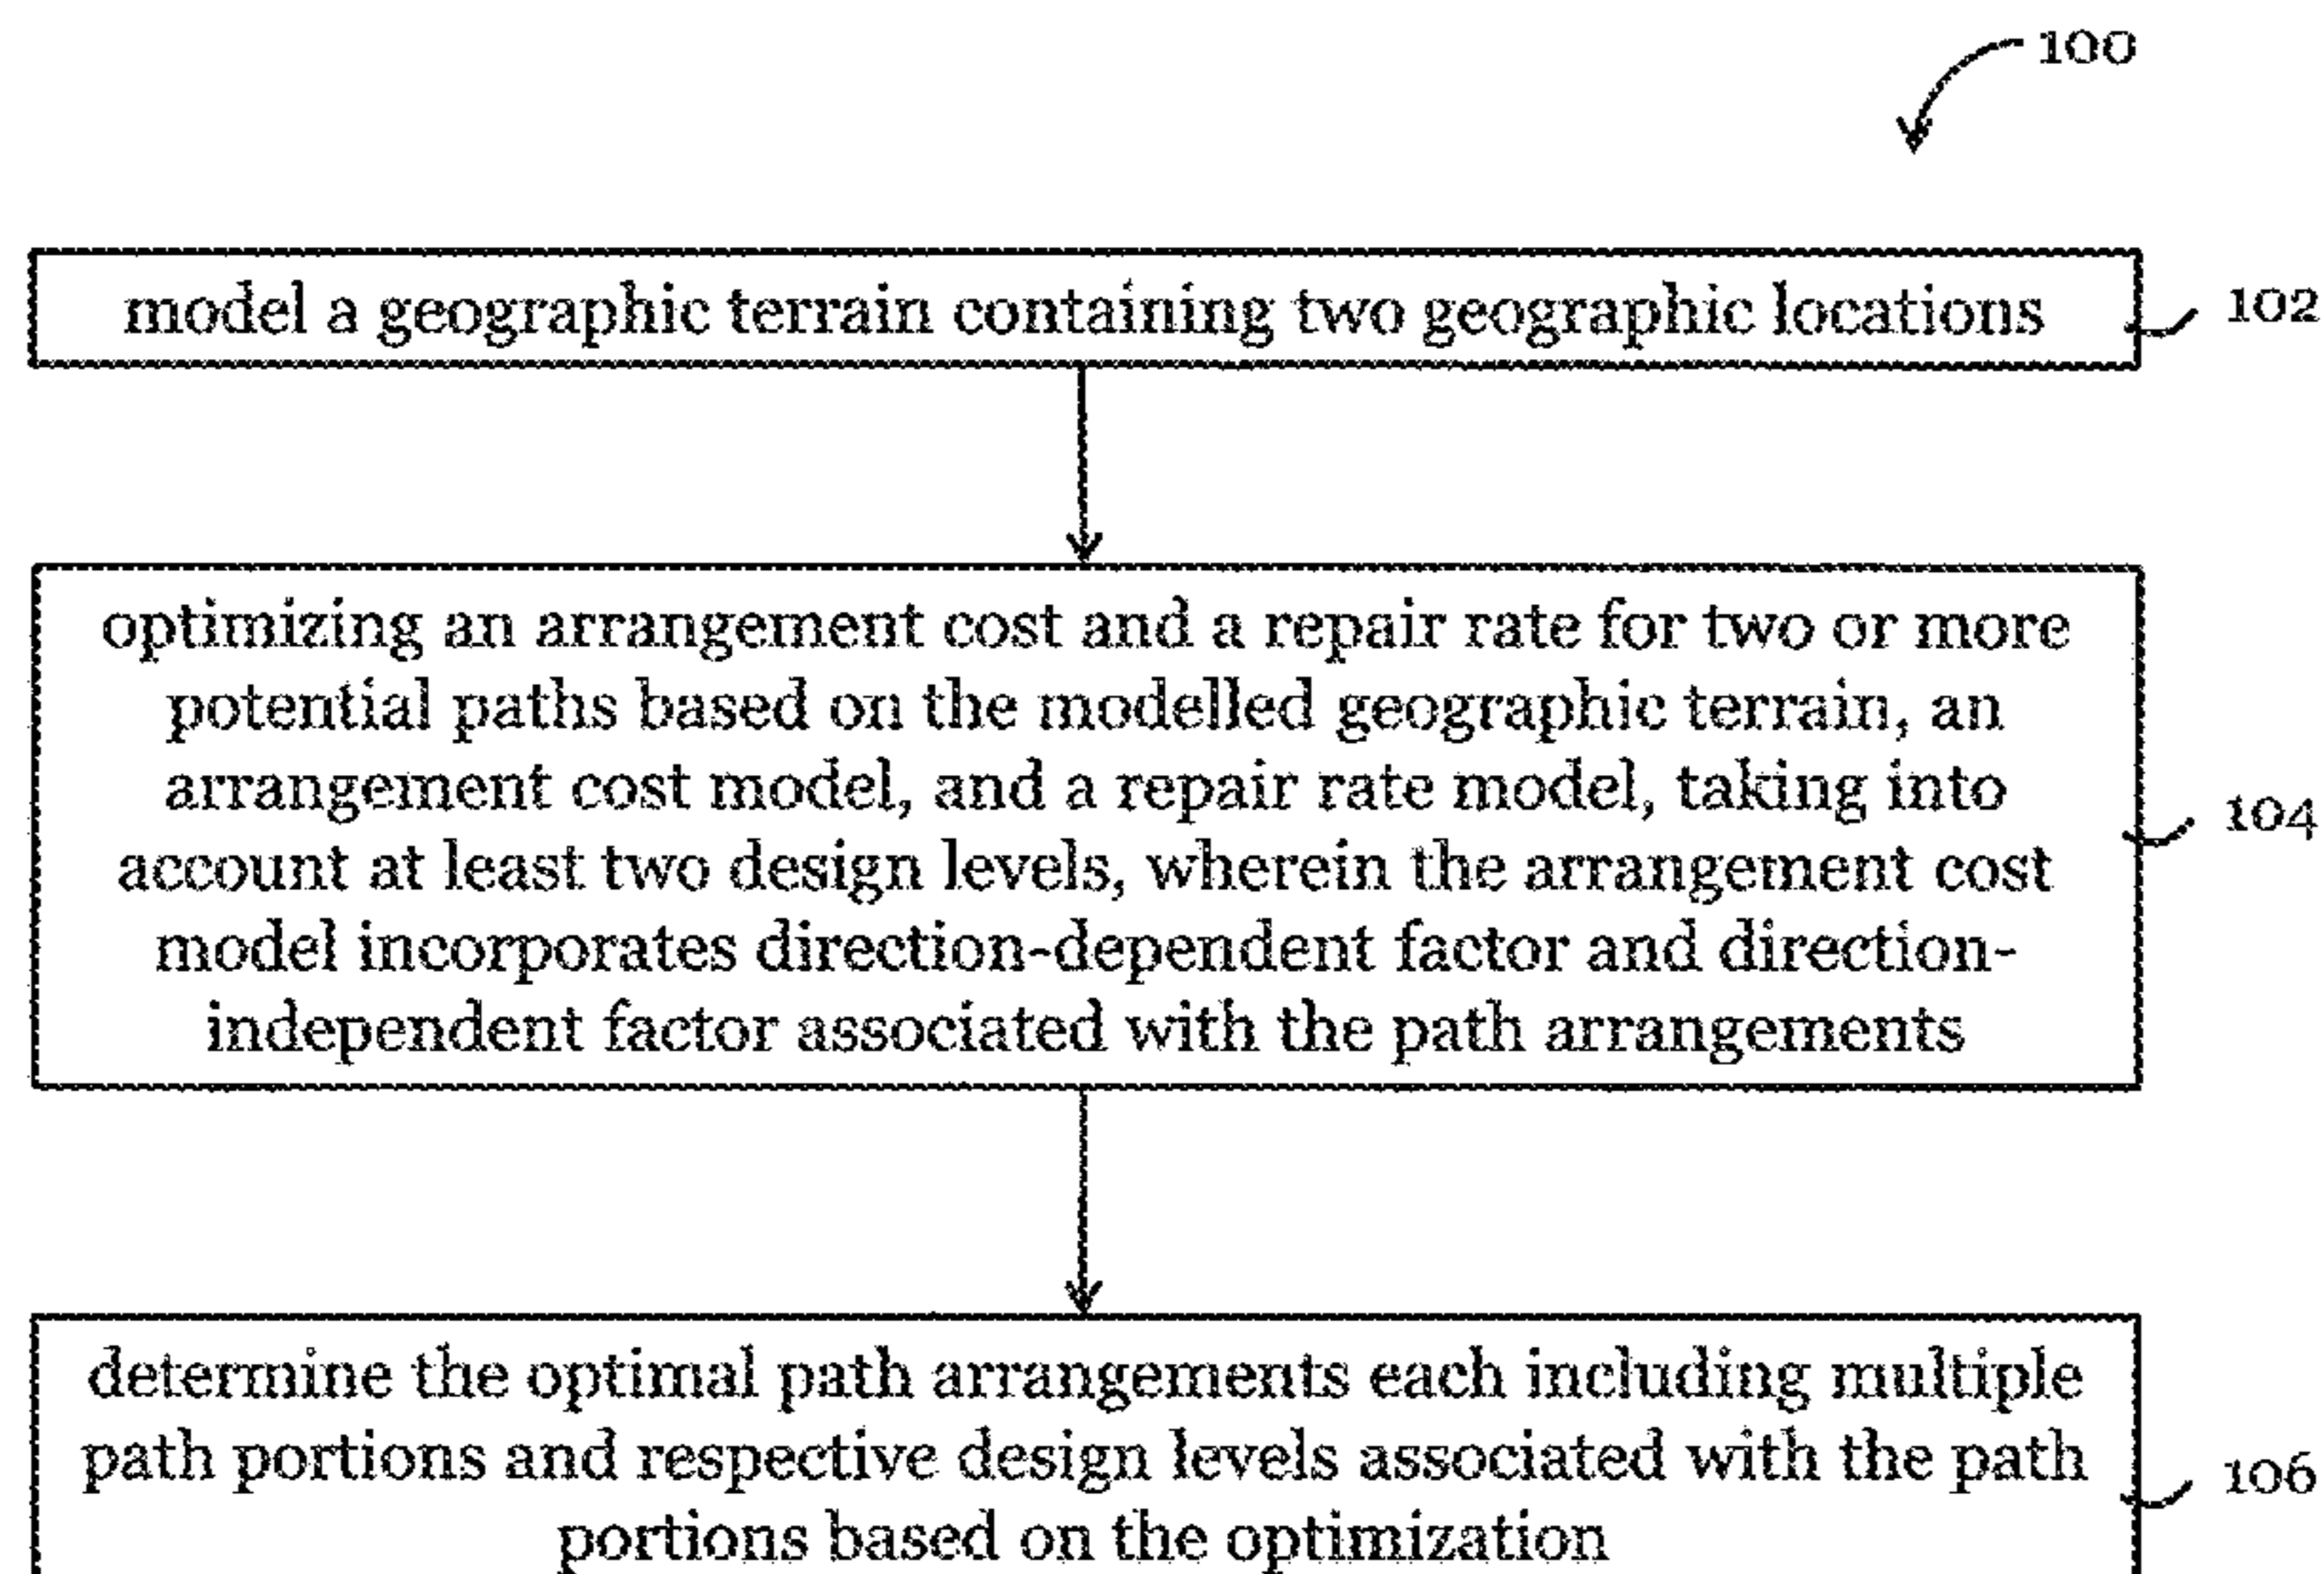 100
model a geographic terrain containing two geographic locations
102
optimizing an arrangement cost and a repair rate for two or more
potential paths based on the modelled geographic terrain, an
arrangement cost model, and a repair rate model, taking into
account at least two design levels, wherein the arrangement cost
model incorporates direction-dependent factor and direction-
independent factor associated with the path arrangements
104
determine the optimal path arrangements each including multiple
path portions and respective design levels associated with the path
portions based on the optimization
106